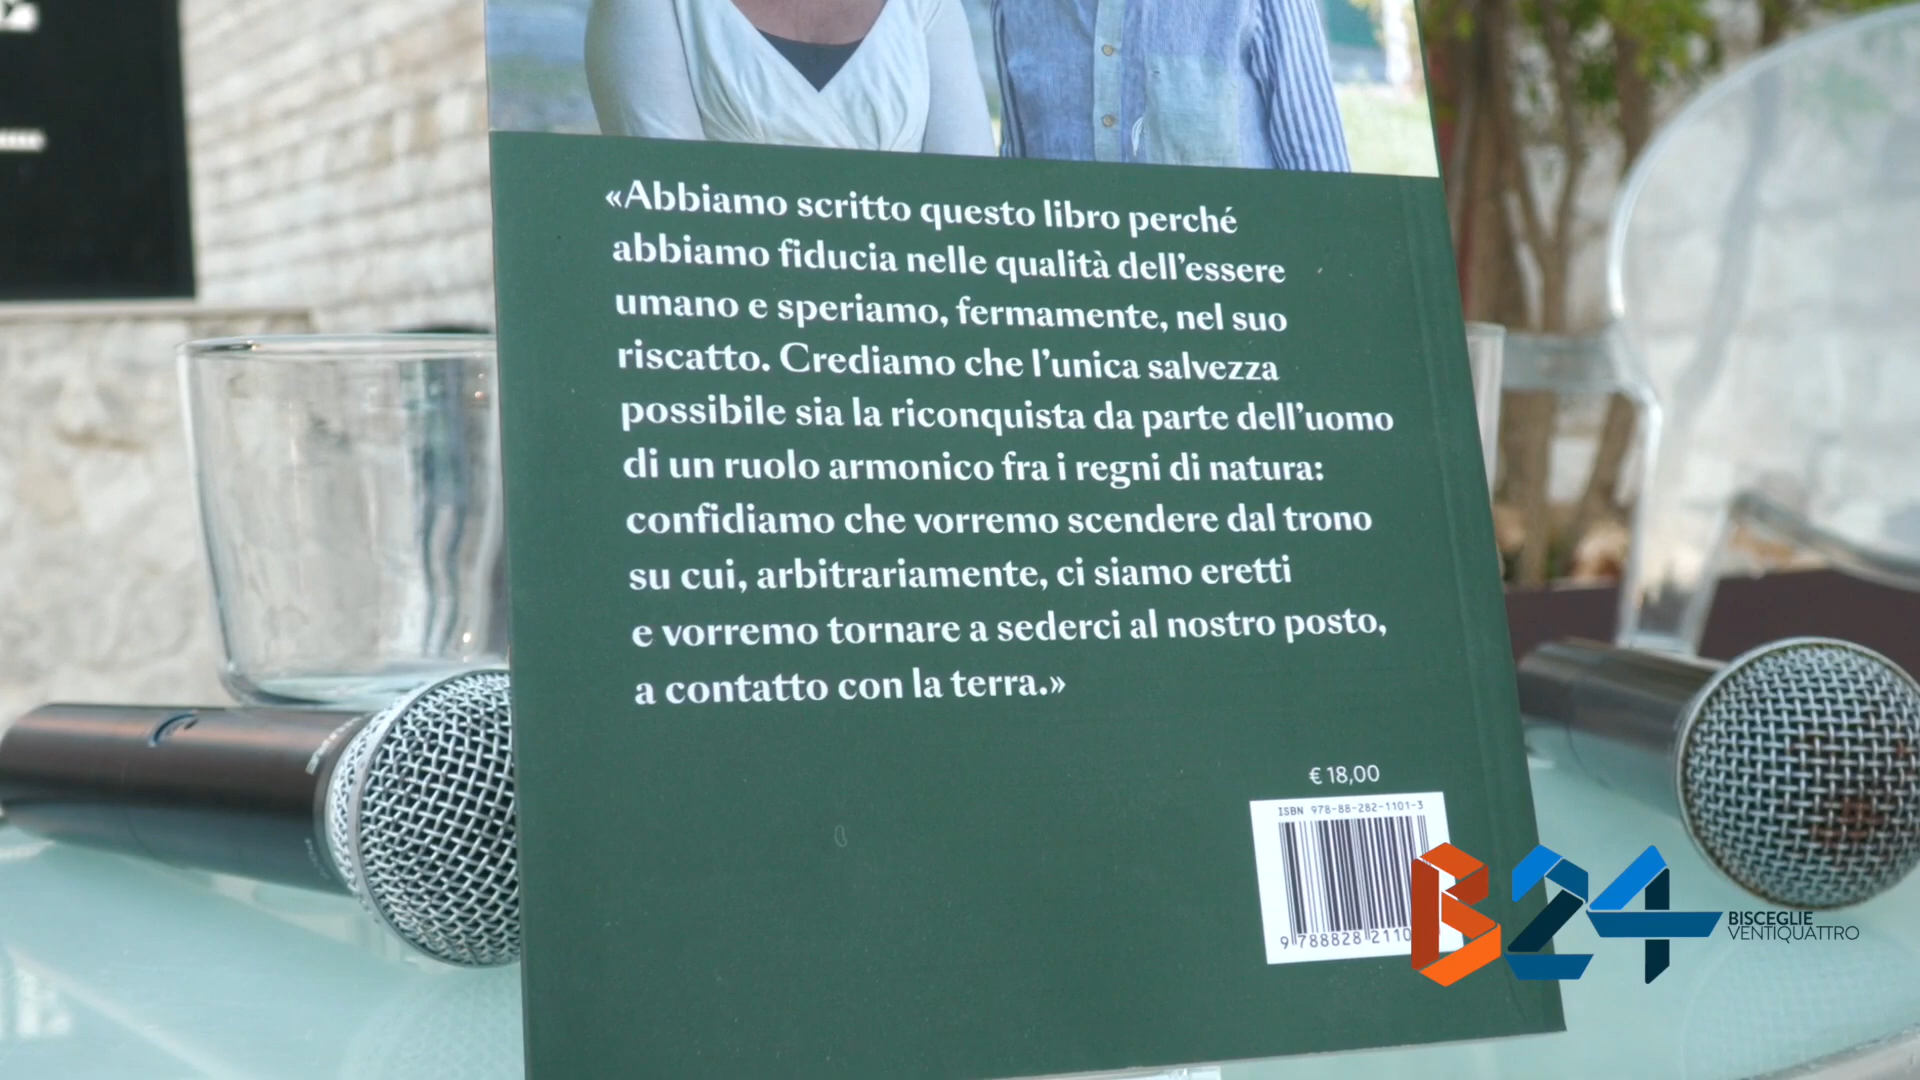 «Abbiamo scritto questo libro perché
abbiamo fiducia nelle qualità dell'essere
umano e speriamo, fermamente, nel suo
riscatto. Crediamo che l'unica salvezza
possibile sia la riconquista da parte dell'uomo
di un ruolo armonico fra i regni di natura:
confidiamo che vorremo scendere dal trono
su cui, arbitrariamente, ci siamo eretti
e vorremo tornare a sederci al nostro posto,
a contatto con la terra.»
€ 18,00
ISBN 978-88-282-1101-3
9 788828 2110
B24
BISCEGLIE
VENTIQUATTRO